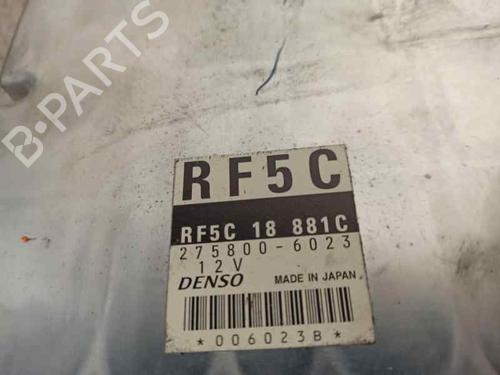 B-PARTS
RF5C
RF5C 18 881C
275800-6023
12V
DENSO MADE IN JAPAN
*006023B*